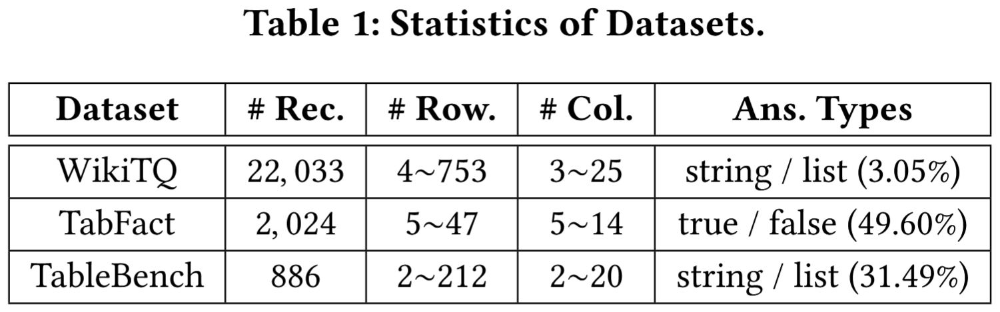 Table 1: Statistics of Datasets.
Dataset # Rec. # Row. # Col. Ans. Types
WikiTQ 22, 033 4∼753 3∼25 string / list (3.05%)
TabFact 2, 024 5∼47 5∼14 true / false (49.60%)
TableBench 886 2∼212 2∼20 string / list (31.49%)